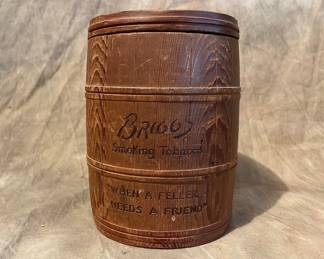 BRIGGS
Smoking Tobacco
"WHEN A FELLER
NEEDS A FRIEND"